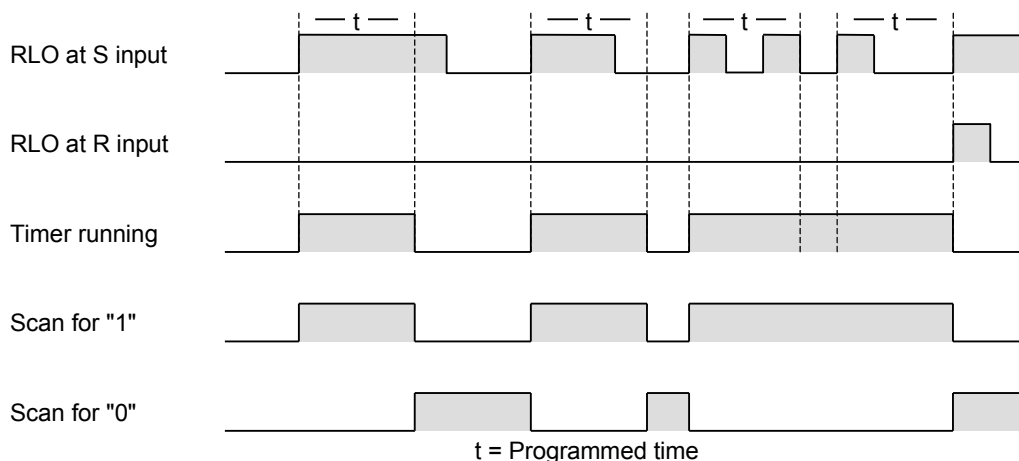 t t t t
RLO at S input
RLO at R input
Timer running
Scan for "1"
Scan for "0"
t = Programmed time